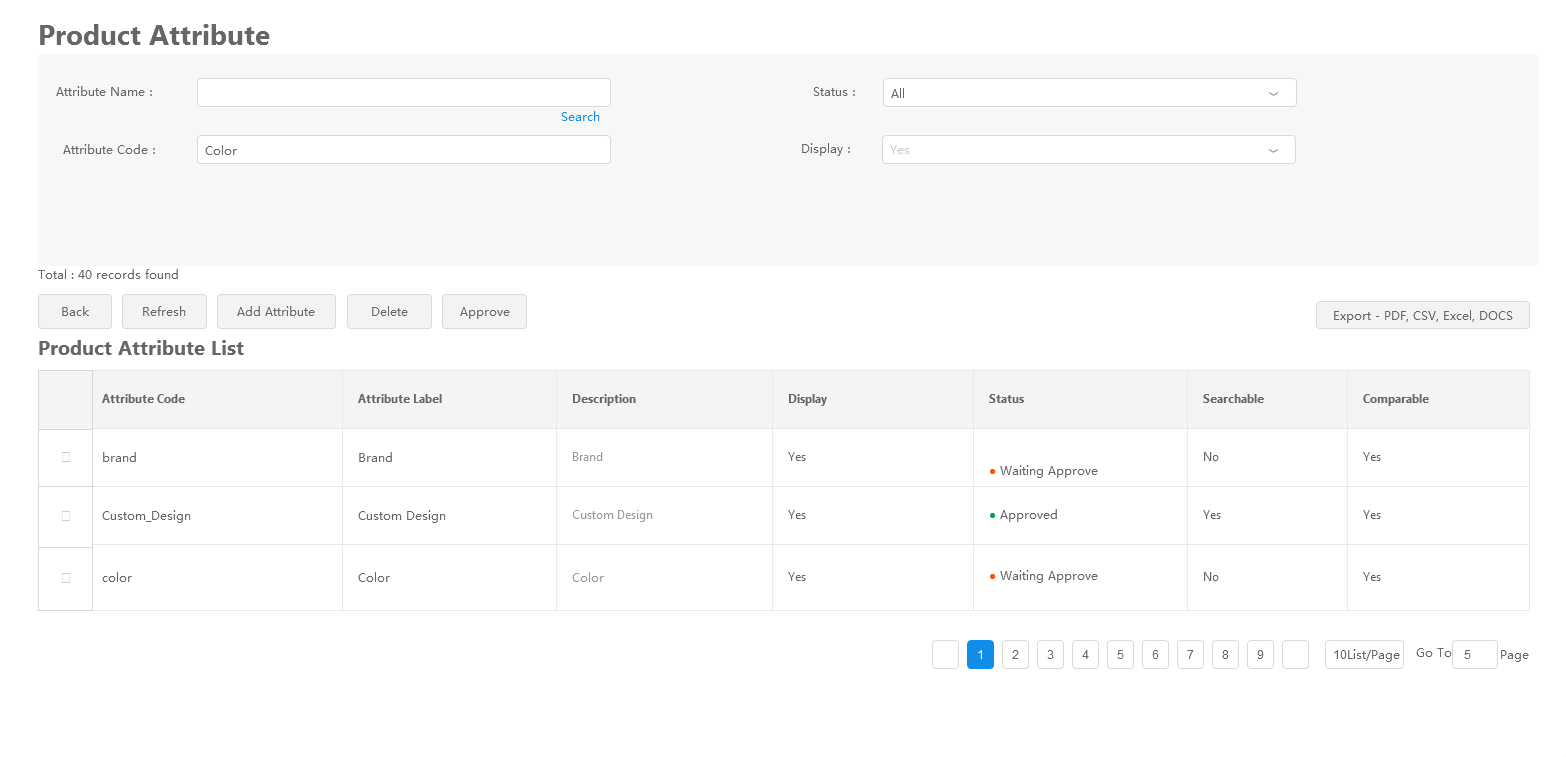 Product Attribute
Attribute Name :
Status :
All
Search
Attribute Code :
Color
Display :
Yes
Total : 40 records found
Back
Refresh
Add Attribute
Delete
Approve
Export - PDF, CSV, Excel, DOCS
Product Attribute List
Attribute Code Attribute Label Description Display Status Searchable Comparable
brand Brand Brand Yes Waiting Approve No Yes
Custom_Design Custom Design Custom Design Yes Approved Yes Yes
color Color Color Yes Waiting Approve No Yes
1 2 3 4 5 6 7 8 9 10List/Page Go To 5 Page